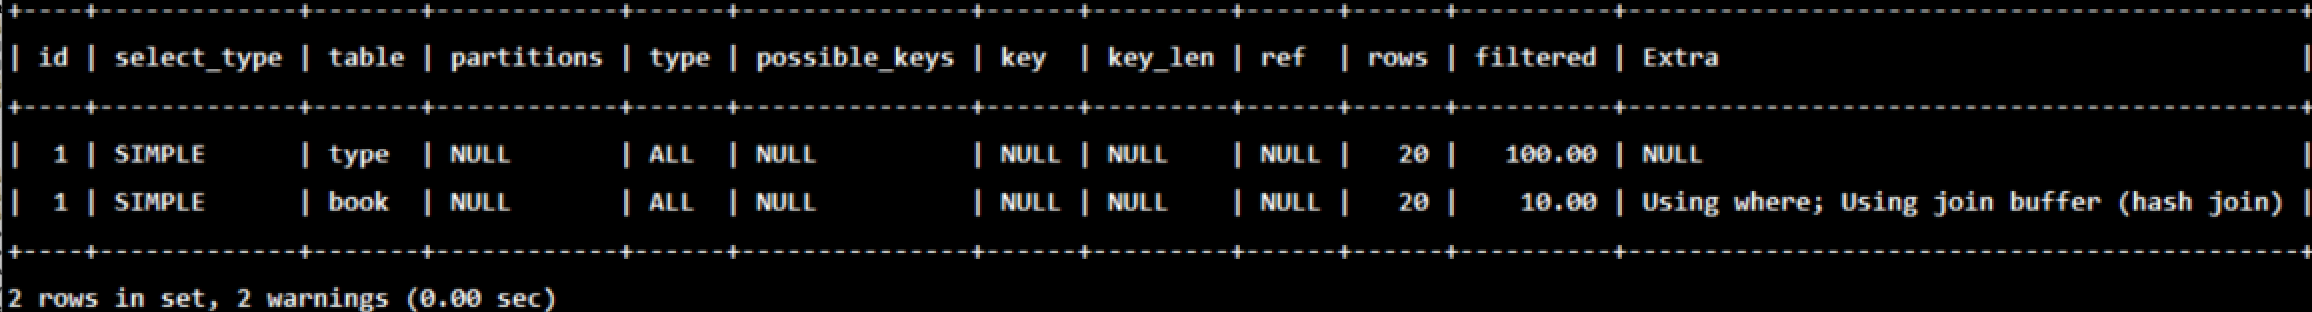 +----+-------------+-------+------------+------+---------------+------+---------+------+------+----------+--------------------------------------------+
| id | select_type | table | partitions | type | possible_keys | key  | key_len | ref  | rows | filtered | Extra                                      |
+----+-------------+-------+------------+------+---------------+------+---------+------+------+----------+--------------------------------------------+
|  1 | SIMPLE      | type  | NULL       | ALL  | NULL          | NULL | NULL    | NULL |   20 |   100.00 | NULL                                       |
|  1 | SIMPLE      | book  | NULL       | ALL  | NULL          | NULL | NULL    | NULL |   20 |    10.00 | Using where; Using join buffer (hash join) |
+----+-------------+-------+------------+------+---------------+------+---------+------+------+----------+--------------------------------------------+
2 rows in set, 2 warnings (0.00 sec)